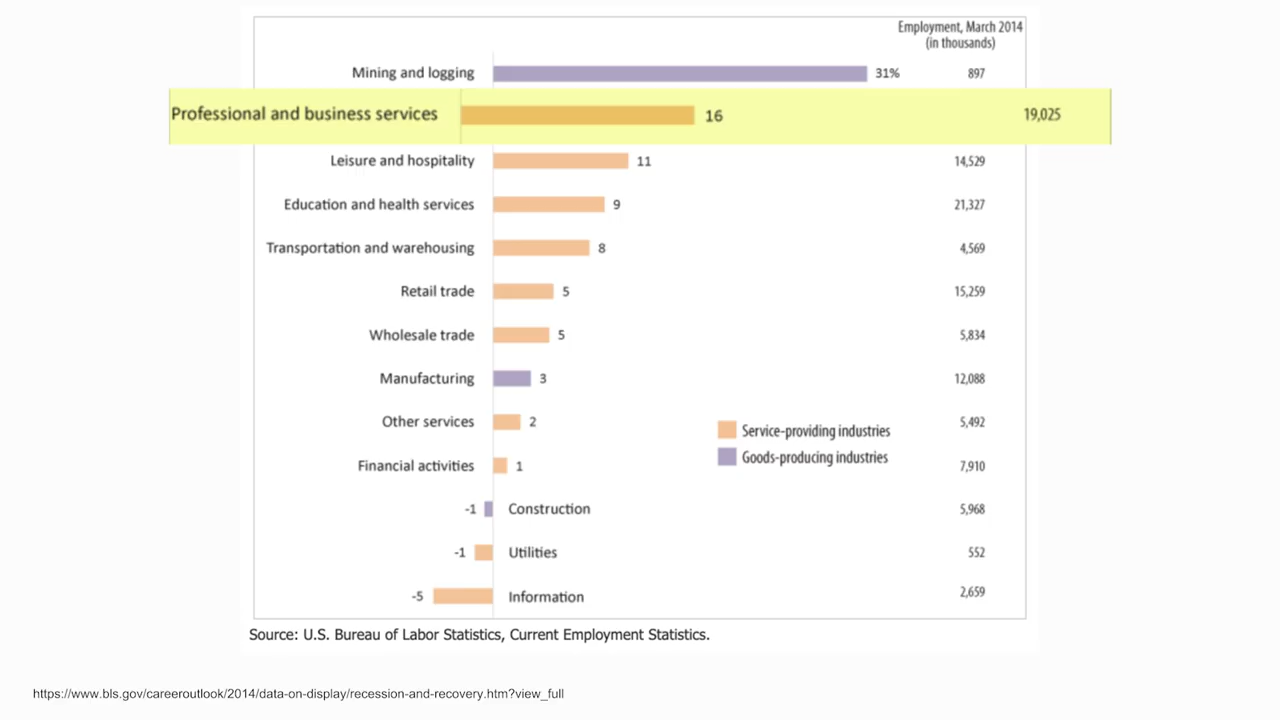 Employment, March 2014
(in thousands)
Mining and logging 31% 897
Professional and business services 16 19,025
Leisure and hospitality 11 14,529
Education and health services 9 21,327
Transportation and warehousing 8 4,569
Retail trade 5 15,259
Wholesale trade 5 5,834
Manufacturing 3 12,088
Other services 2 5,492
Service-providing industries
Goods-producing industries
Financial activities 1 7,910
-1 Construction 5,968
-1 Utilities 552
-5 Information 2,659
Source: U.S. Bureau of Labor Statistics, Current Employment Statistics.
https://www.bls.gov/careeroutlook/2014/data-on-display/recession-and-recovery.htm?view_full